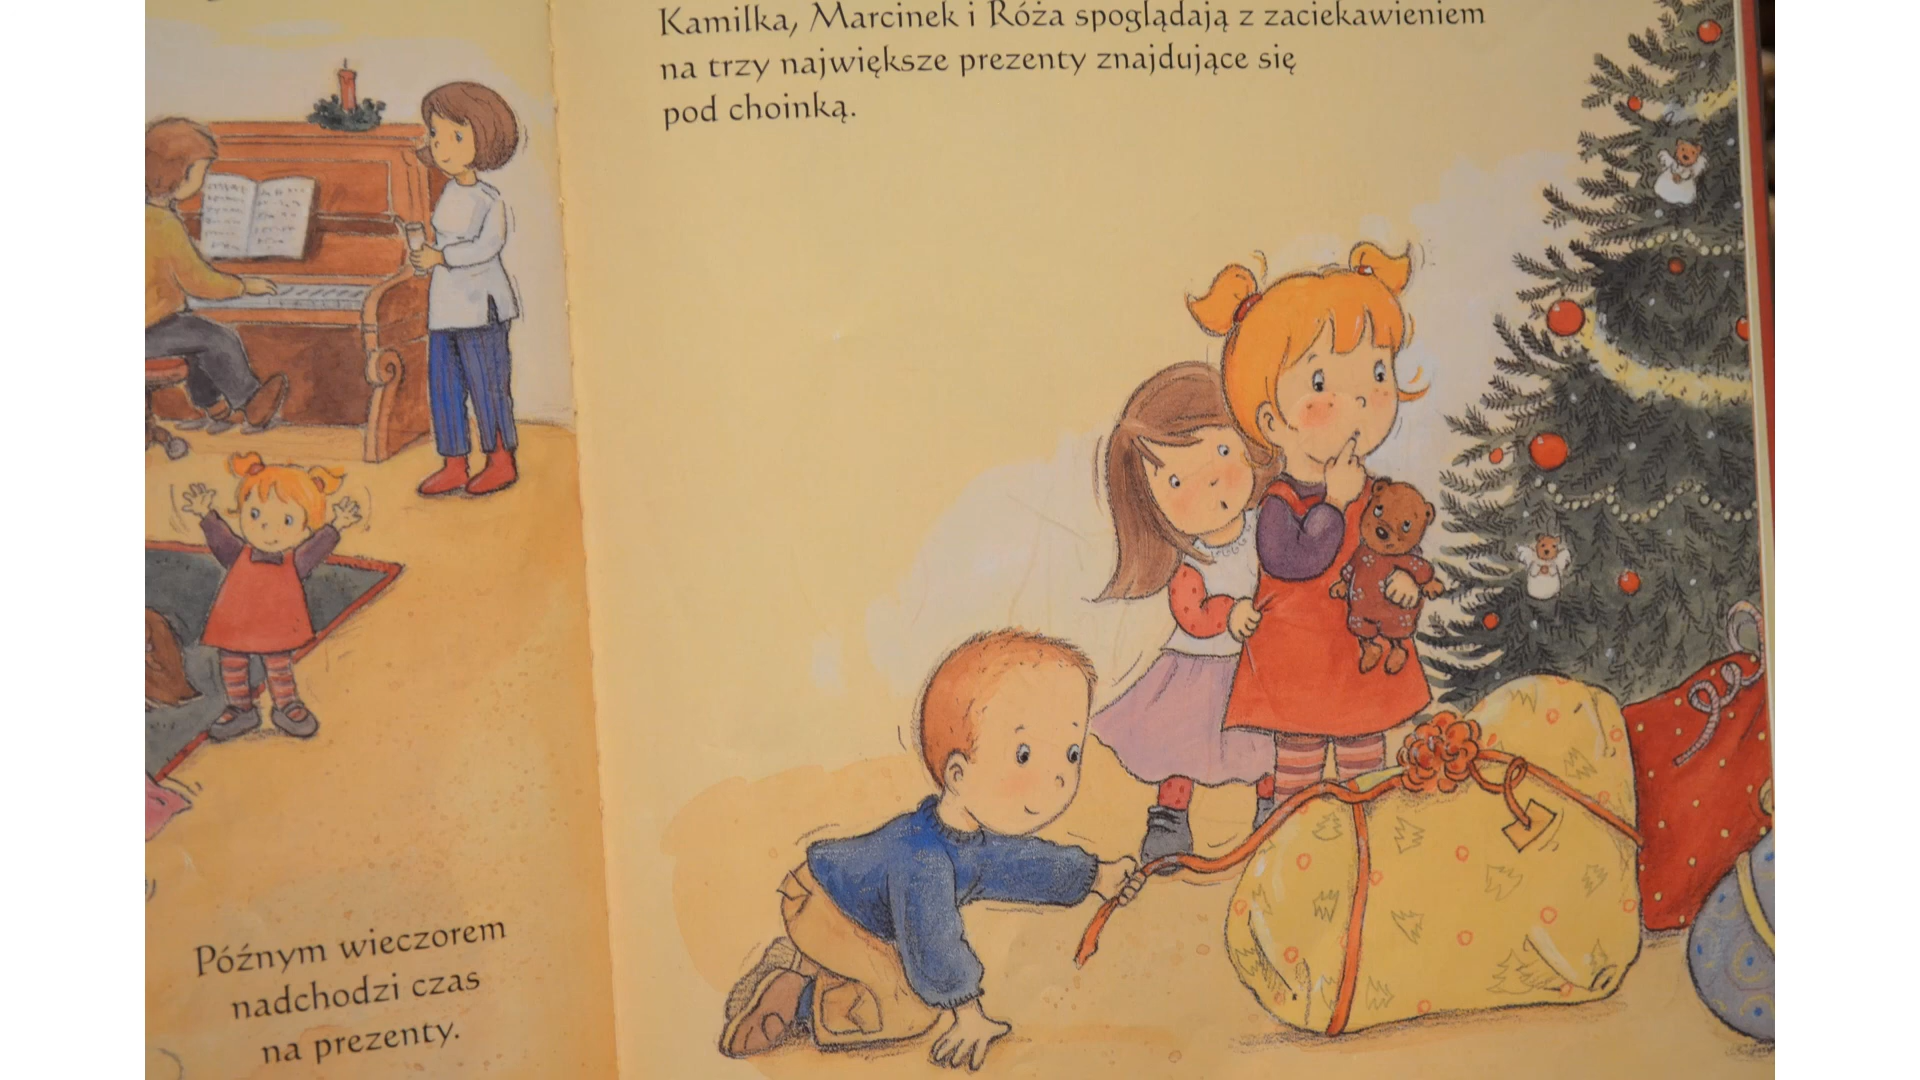 Późnym wieczorem
nadchodzi czas
na prezenty.
Kamilka, Marcinek i Róża spoglądają z zaciekawieniem
na trzy największe prezenty znajdujące się
pod choinką.